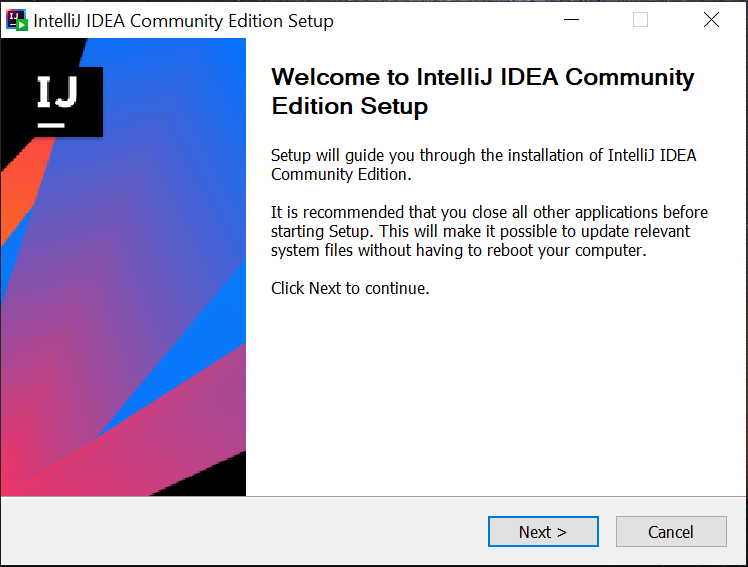 IntelliJ IDEA Community Edition Setup
IJ
Welcome to IntelliJ IDEA Community
Edition Setup
Setup will guide you through the installation of IntelliJ IDEA
Community Edition.
It is recommended that you close all other applications before
starting Setup. This will make it possible to update relevant
system files without having to reboot your computer.
Click Next to continue.
Next >
Cancel